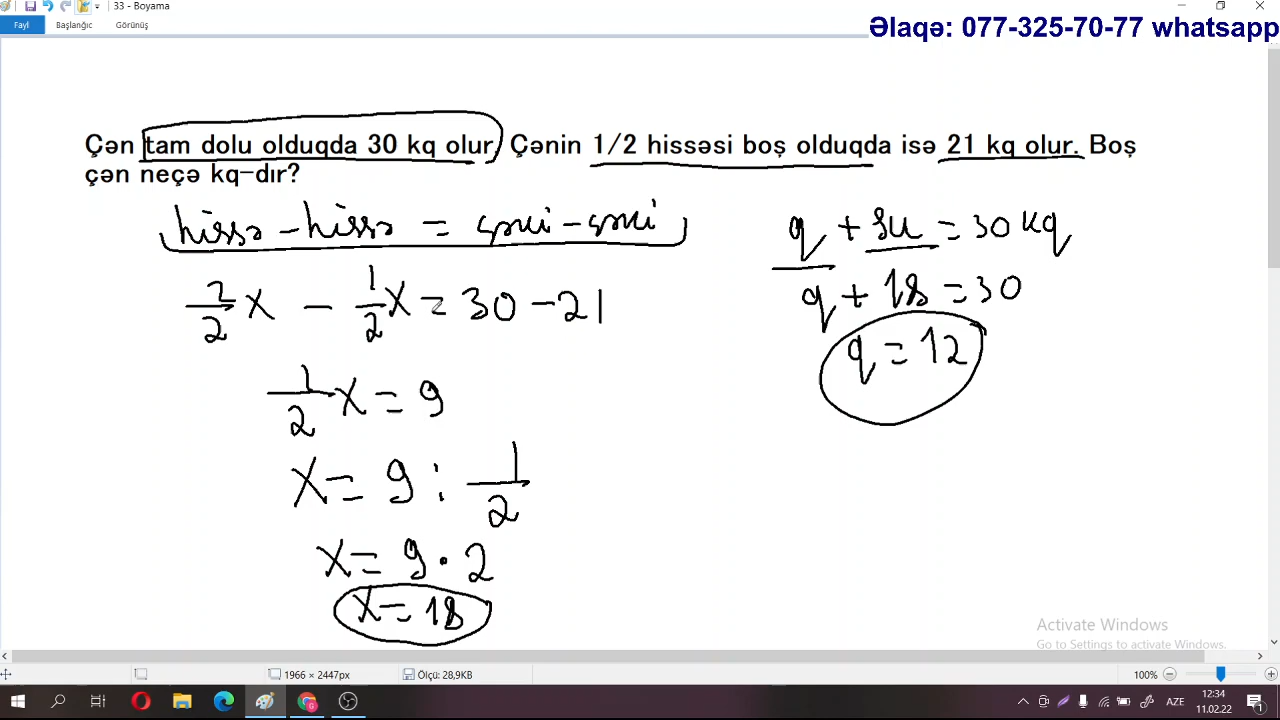 33 - Boyama
Fayl Başlanğıc Görünüş
Əlaqə: 077-325-70-77 whatsapp
Çən tam dolu olduqda 30 kq olur. Çənin 1/2 hissəsi boş olduqda isə 21 kq olur. Boş
çən neçə kq-dır?
hissə - hissə = çəki - çəki
2/2 x - 1/2 x = 30 - 21
1/2 x = 9
x = 9 : 1/2
x = 9 · 2
x = 18
q + su = 30 kq
q + 18 = 30
q = 12
Activate Windows
Go to Settings to activate Windows.
1966 × 2447px Ölçü: 28,9KB 100%
AZE 12:34
11.02.22